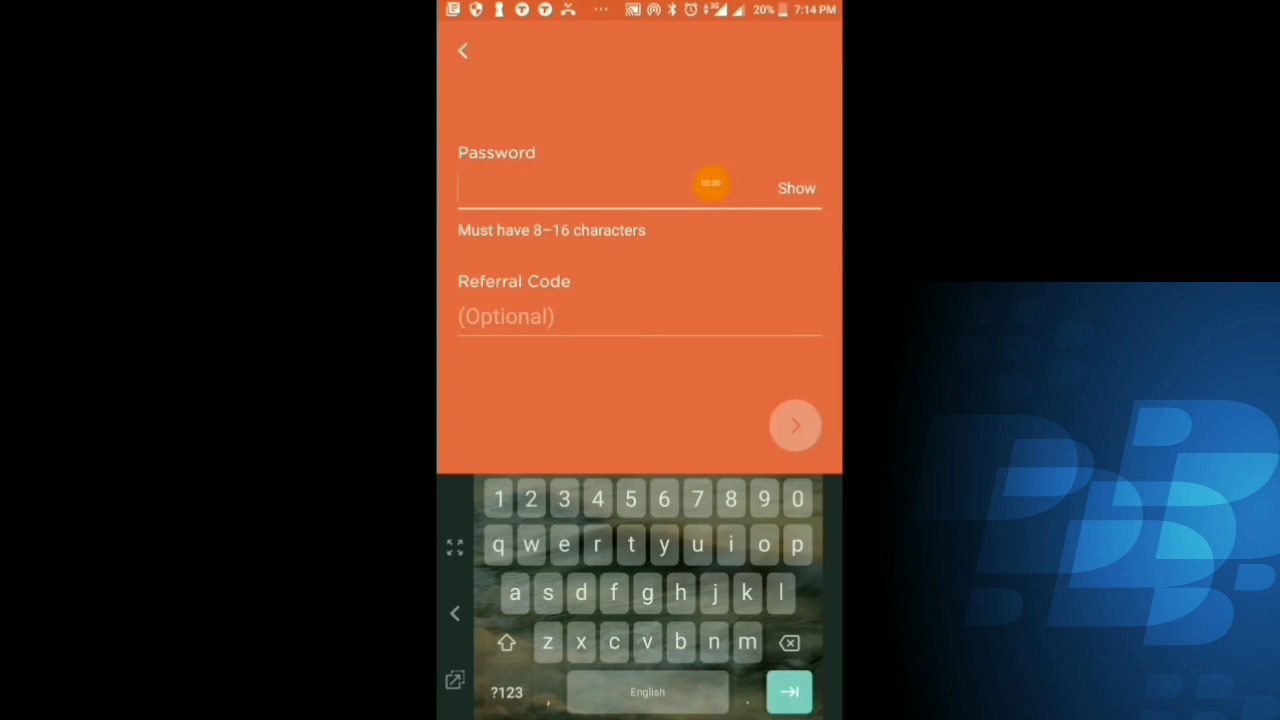 20% 7:14 PM
Password
Show
Must have 8–16 characters
Referral Code
(Optional)
1 2 3 4 5 6 7 8 9 0
q w e r t y u i o p
a s d f g h j k l
z x c v b n m
?123 , English .